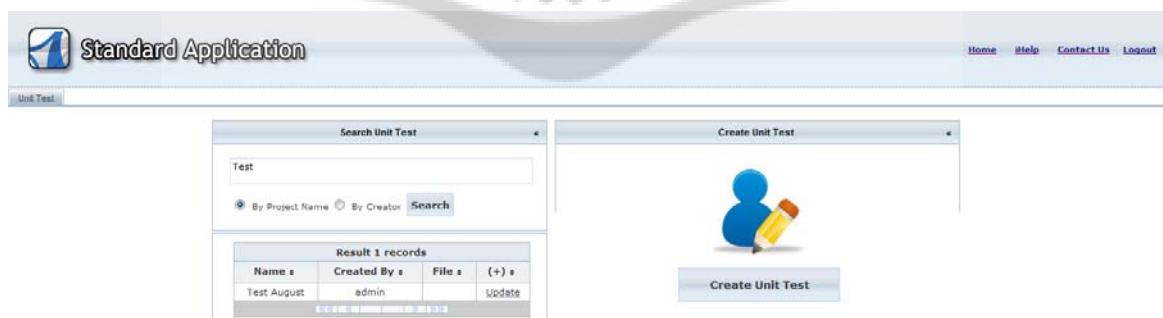 Standard Application
Home iHelp Contact Us Logout
Unit Test
Search Unit Test «
Test
By Project Name By Creator Search
Result 1 records
Name Created By File (+)
Test August admin Update
Create Unit Test «
Create Unit Test